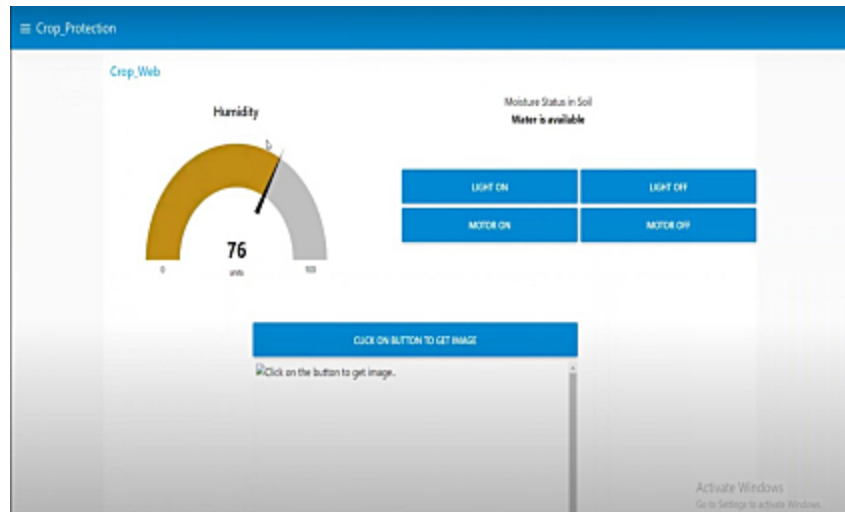 ≡ Crop_Protection
Crop_Web
Humidity
76
units
0
100
Moisture Status in Soil
Water is available
LIGHT ON
LIGHT OFF
MOTOR ON
MOTOR OFF
CLICK ON BUTTON TO GET IMAGE
Click on the button to get image.
Activate Windows
Go to Settings to activate Windows.